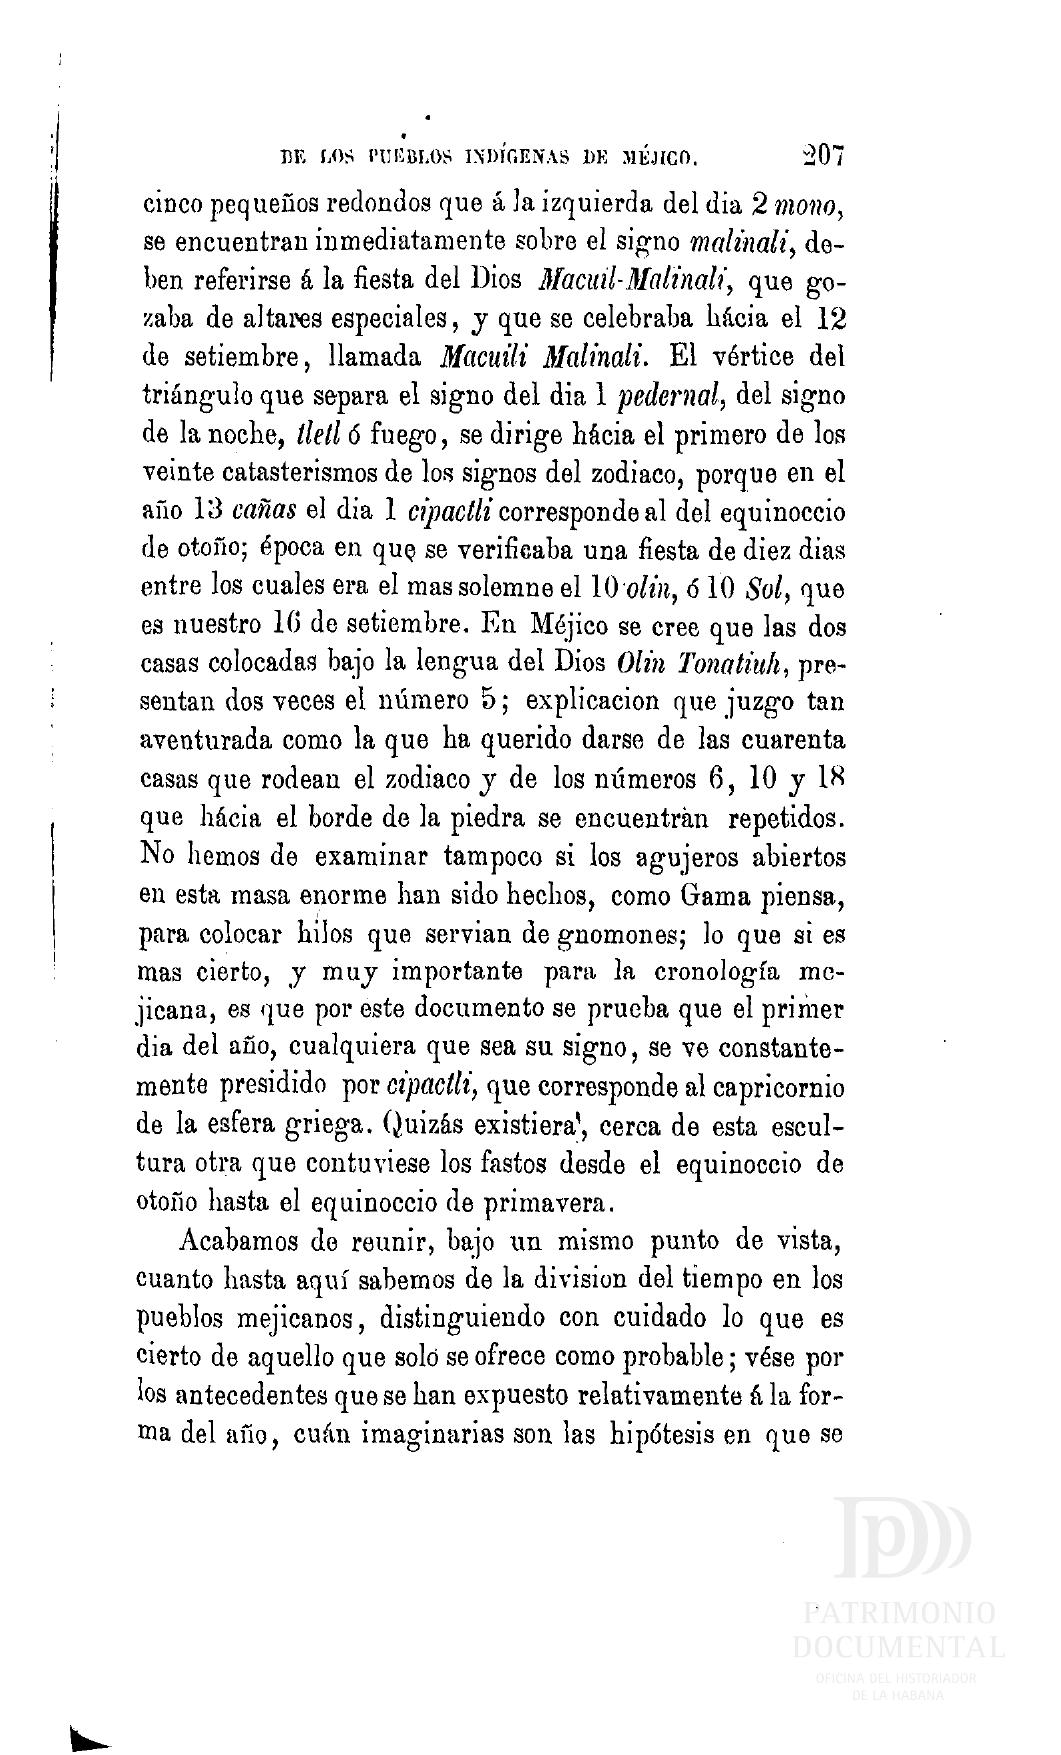 DE LOS PUEBLOS INDÍGENAS DE MÉJICO. 207
cinco pequeños redondos que á la izquierda del dia 2 mono,
se encuentran inmediatamente sobre el signo malinali, de-
ben referirse á la fiesta del Dios Macuil-Malinali, que go-
zaba de altares especiales, y que se celebraba hácia el 12
de setiembre, llamada Macuili Malinali. El vértice del
triángulo que separa el signo del dia 1 pedernal, del signo
de la noche, tletl ó fuego, se dirige hácia el primero de los
veinte catasterismos de los signos del zodiaco, porque en el
año 13 cañas el dia 1 cipactli corresponde al del equinoccio
de otoño; época en que se verificaba una fiesta de diez dias
entre los cuales era el mas solemne el 10 olin, ó 10 Sol, que
es nuestro 16 de setiembre. En Méjico se cree que las dos
casas colocadas bajo la lengua del Dios Olin Tonatiuh, pre-
sentan dos veces el número 5; explicacion que juzgo tan
aventurada como la que ha querido darse de las cuarenta
casas que rodean el zodiaco y de los números 6, 10 y 18
que hácia el borde de la piedra se encuentran repetidos.
No hemos de examinar tampoco si los agujeros abiertos
en esta masa enorme han sido hechos, como Gama piensa,
para colocar hilos que servian de gnomones; lo que si es
mas cierto, y muy importante para la cronología me-
jicana, es que por este documento se prueba que el primer
dia del año, cualquiera que sea su signo, se ve constante-
mente presidido por cipactli, que corresponde al capricornio
de la esfera griega. Quizás existiera, cerca de esta escul-
tura otra que contuviese los fastos desde el equinoccio de
otoño hasta el equinoccio de primavera.
Acabamos de reunir, bajo un mismo punto de vista,
cuanto hasta aquí sabemos de la division del tiempo en los
pueblos mejicanos, distinguiendo con cuidado lo que es
cierto de aquello que solo se ofrece como probable; vése por
los antecedentes que se han expuesto relativamente á la for-
ma del año, cuán imaginarias son las hipótesis en que se
PATRIMONIO
DOCUMENTAL
OFICINA DEL HISTORIADOR
DE LA HABANA